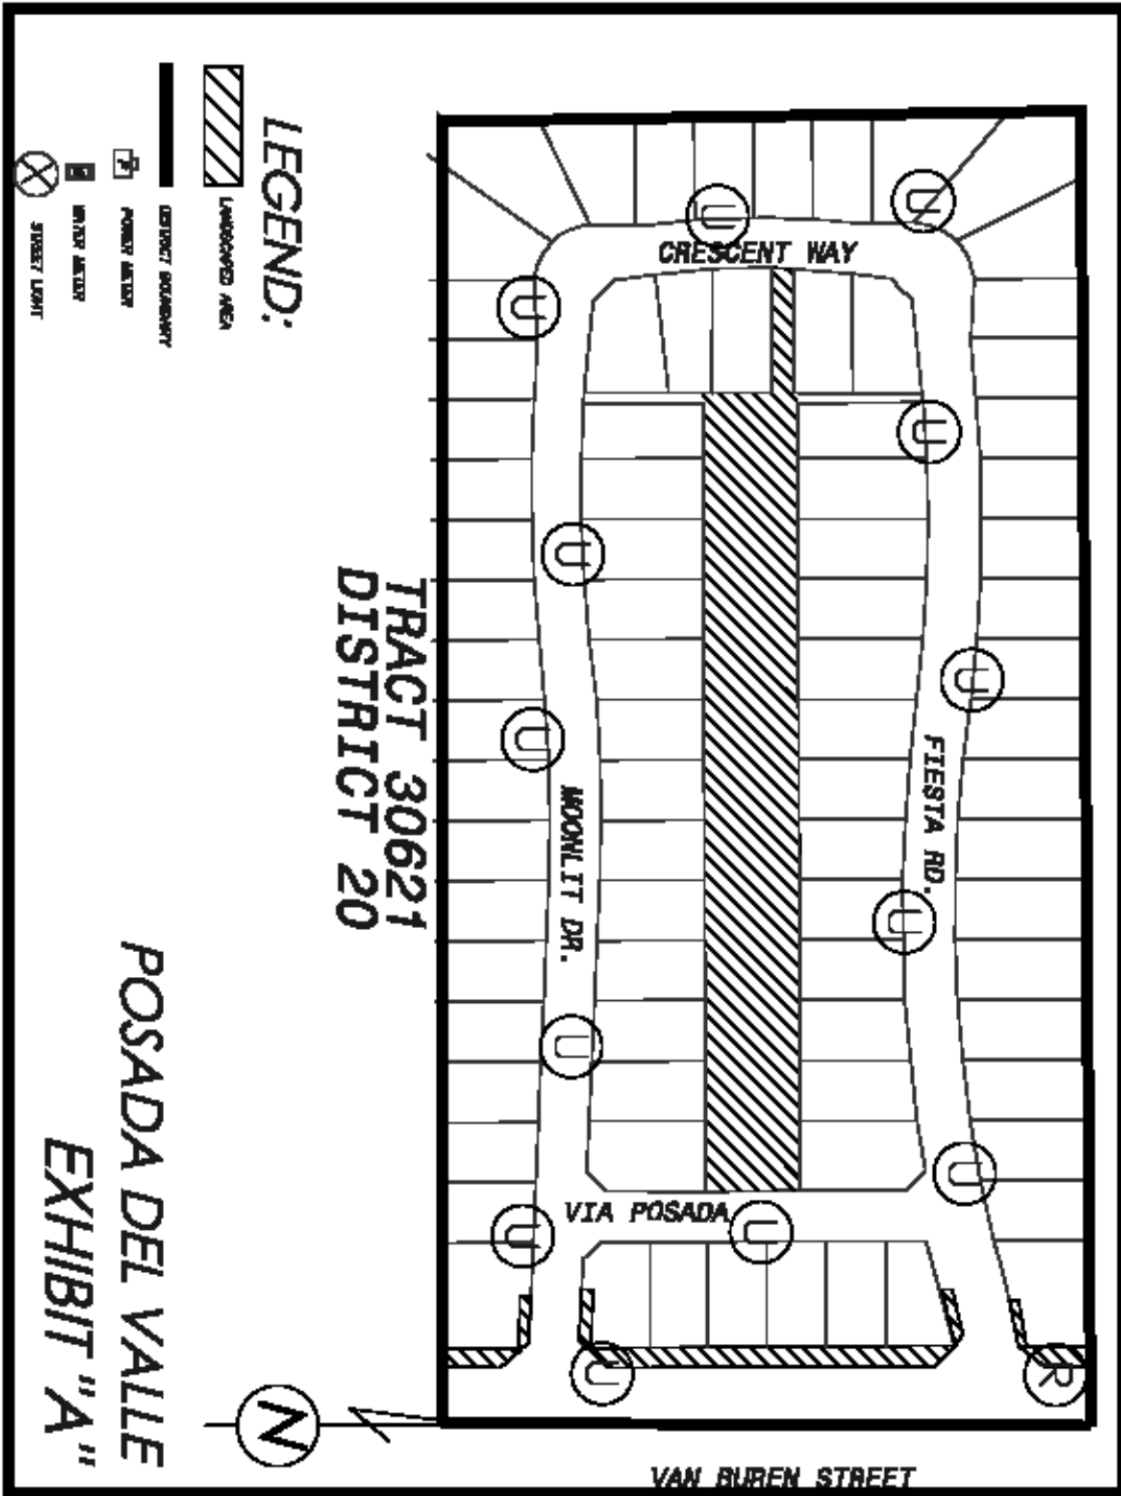 LEGEND:
LANDSCAPED AREA
DISTRICT BOUNDARY
P
POWER METER
WATER METER
STREET LIGHT
CRESCENT WAY
U
U
U
U
U
U
U
FIESTA RD.
MOONLIT DR.
U
U
U
VIA POSADA
U
U
U
R
TRACT 30621
DISTRICT 20
POSADA DEL VALLE
EXHIBIT "A"
N
VAN BUREN STREET